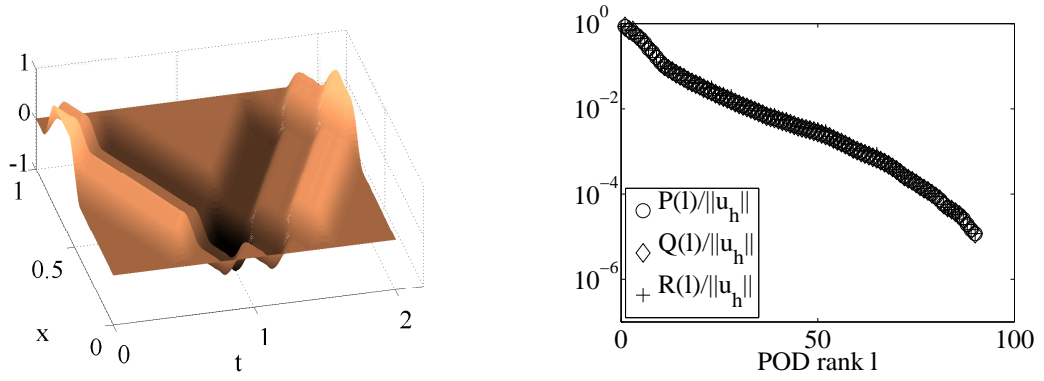 1
0
-1
1
0.5
0
x
0
1
2
t
10^0
10^-2
10^-4
10^-6
P(l)/||u_h||
Q(l)/||u_h||
R(l)/||u_h||
0
50
100
POD rank l